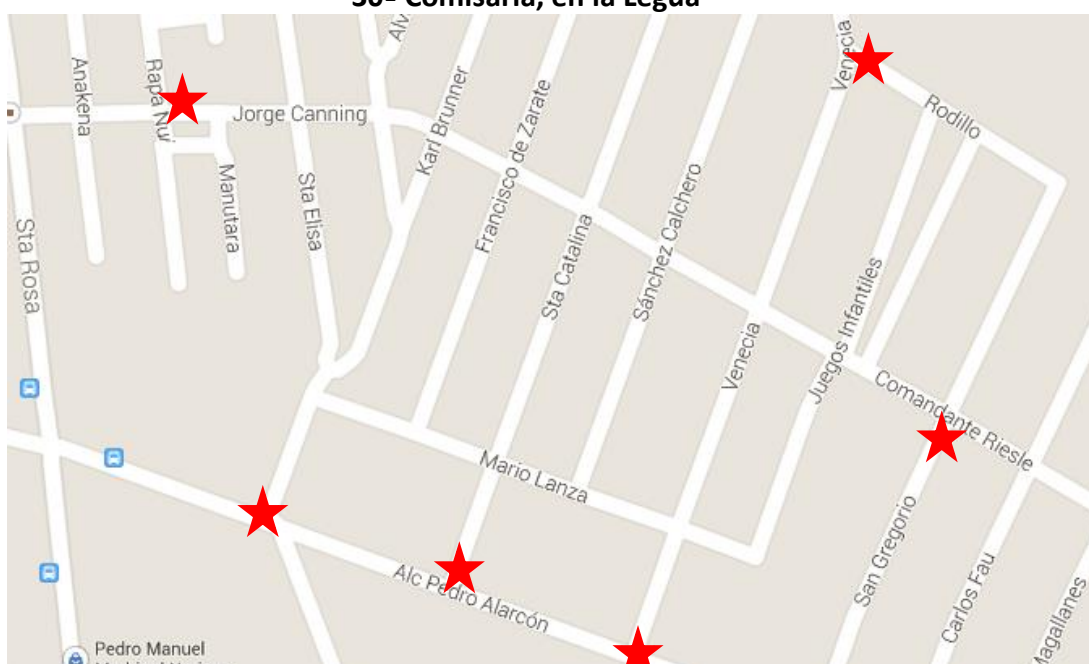 Comisaría, en la Legua
Alv
Venecia
Anakena
Rapa Nui
Jorge Canning
Karl Brunner
Francisco de Zarate
Rodillo
Manutara
Sta Elisa
Sta Rosa
Sta Catalina
Sánchez Calchero
Juegos Infantiles
Venecia
Comandante Riesle
Mario Lanza
San Gregorio
Alc Pedro Alarcón
Carlos Fau
Magallanes
Pedro Manuel